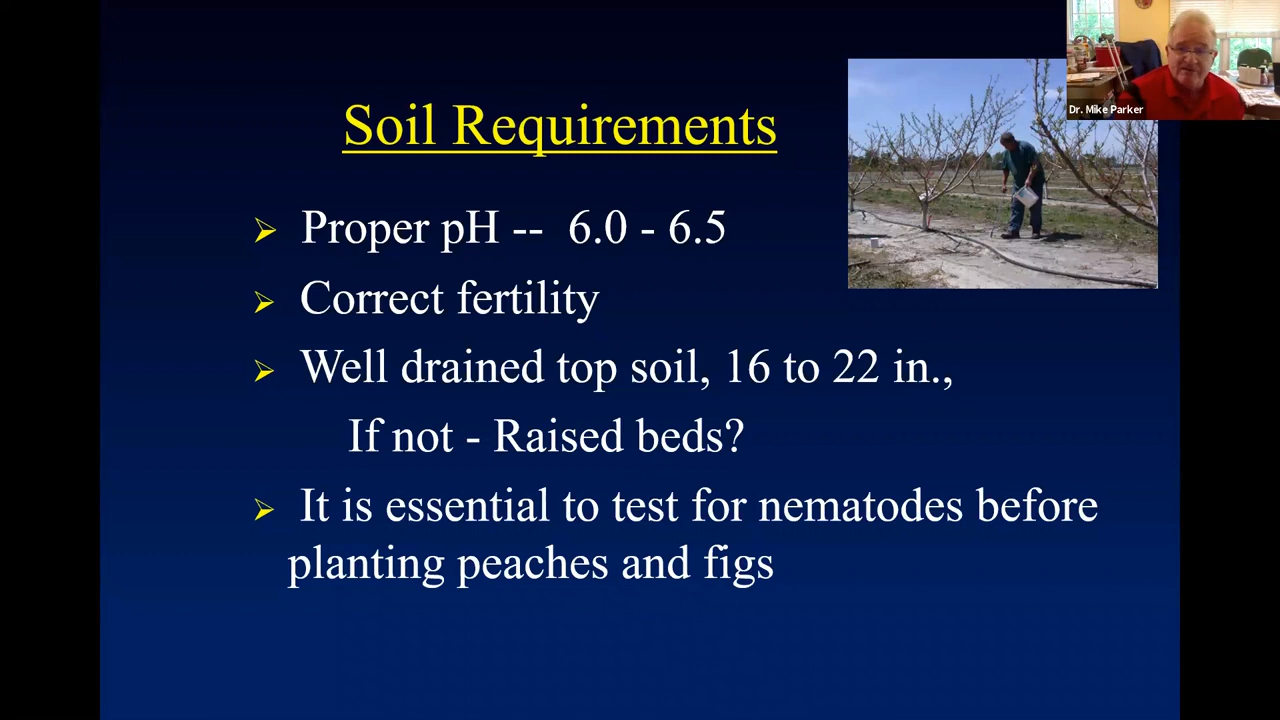 Dr. Mike Parker
Soil Requirements
Proper pH -- 6.0 - 6.5
Correct fertility
Well drained top soil, 16 to 22 in.,
If not - Raised beds?
It is essential to test for nematodes before
planting peaches and figs